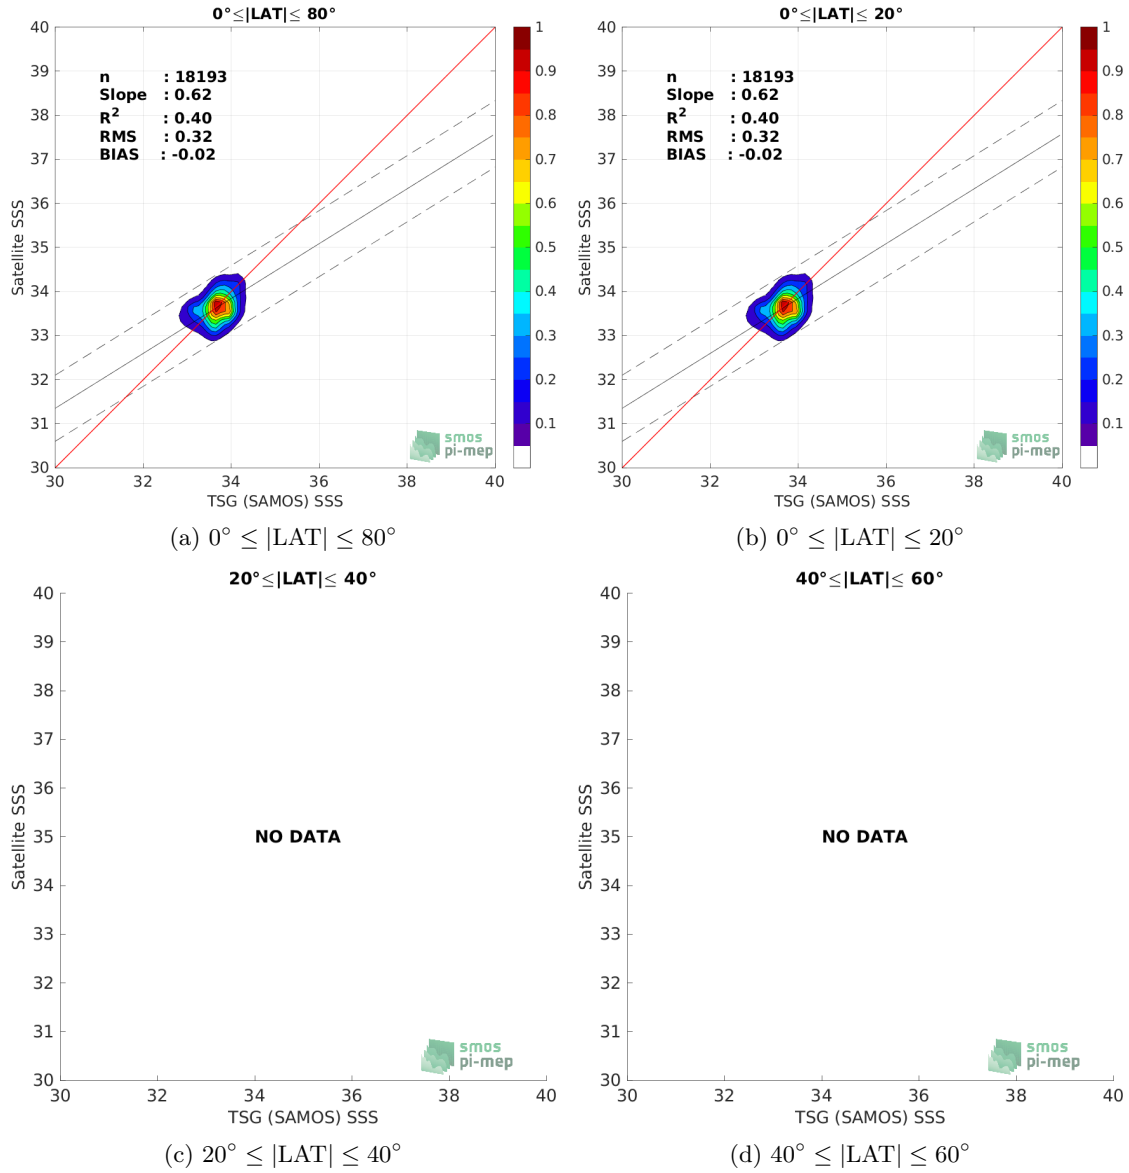 0°≤|LAT|≤ 80°
40
39
38
37
36
35
34
33
32
31
30
Satellite SSS
n : 18193
Slope : 0.62
R² : 0.40
RMS : 0.32
BIAS : -0.02
smos
pi-mep
30 32 34 36 38 40
TSG (SAMOS) SSS
1
0.9
0.8
0.7
0.6
0.5
0.4
0.3
0.2
0.1
(a) 0° ≤ |LAT| ≤ 80°
0°≤|LAT|≤ 20°
40
39
38
37
36
35
34
33
32
31
30
Satellite SSS
n : 18193
Slope : 0.62
R² : 0.40
RMS : 0.32
BIAS : -0.02
smos
pi-mep
30 32 34 36 38 40
TSG (SAMOS) SSS
1
0.9
0.8
0.7
0.6
0.5
0.4
0.3
0.2
0.1
(b) 0° ≤ |LAT| ≤ 20°
20°≤|LAT|≤ 40°
40
39
38
37
36
35
34
33
32
31
30
Satellite SSS
NO DATA
smos
pi-mep
30 32 34 36 38 40
TSG (SAMOS) SSS
(c) 20° ≤ |LAT| ≤ 40°
40°≤|LAT|≤ 60°
40
39
38
37
36
35
34
33
32
31
30
Satellite SSS
NO DATA
smos
pi-mep
30 32 34 36 38 40
TSG (SAMOS) SSS
(d) 40° ≤ |LAT| ≤ 60°